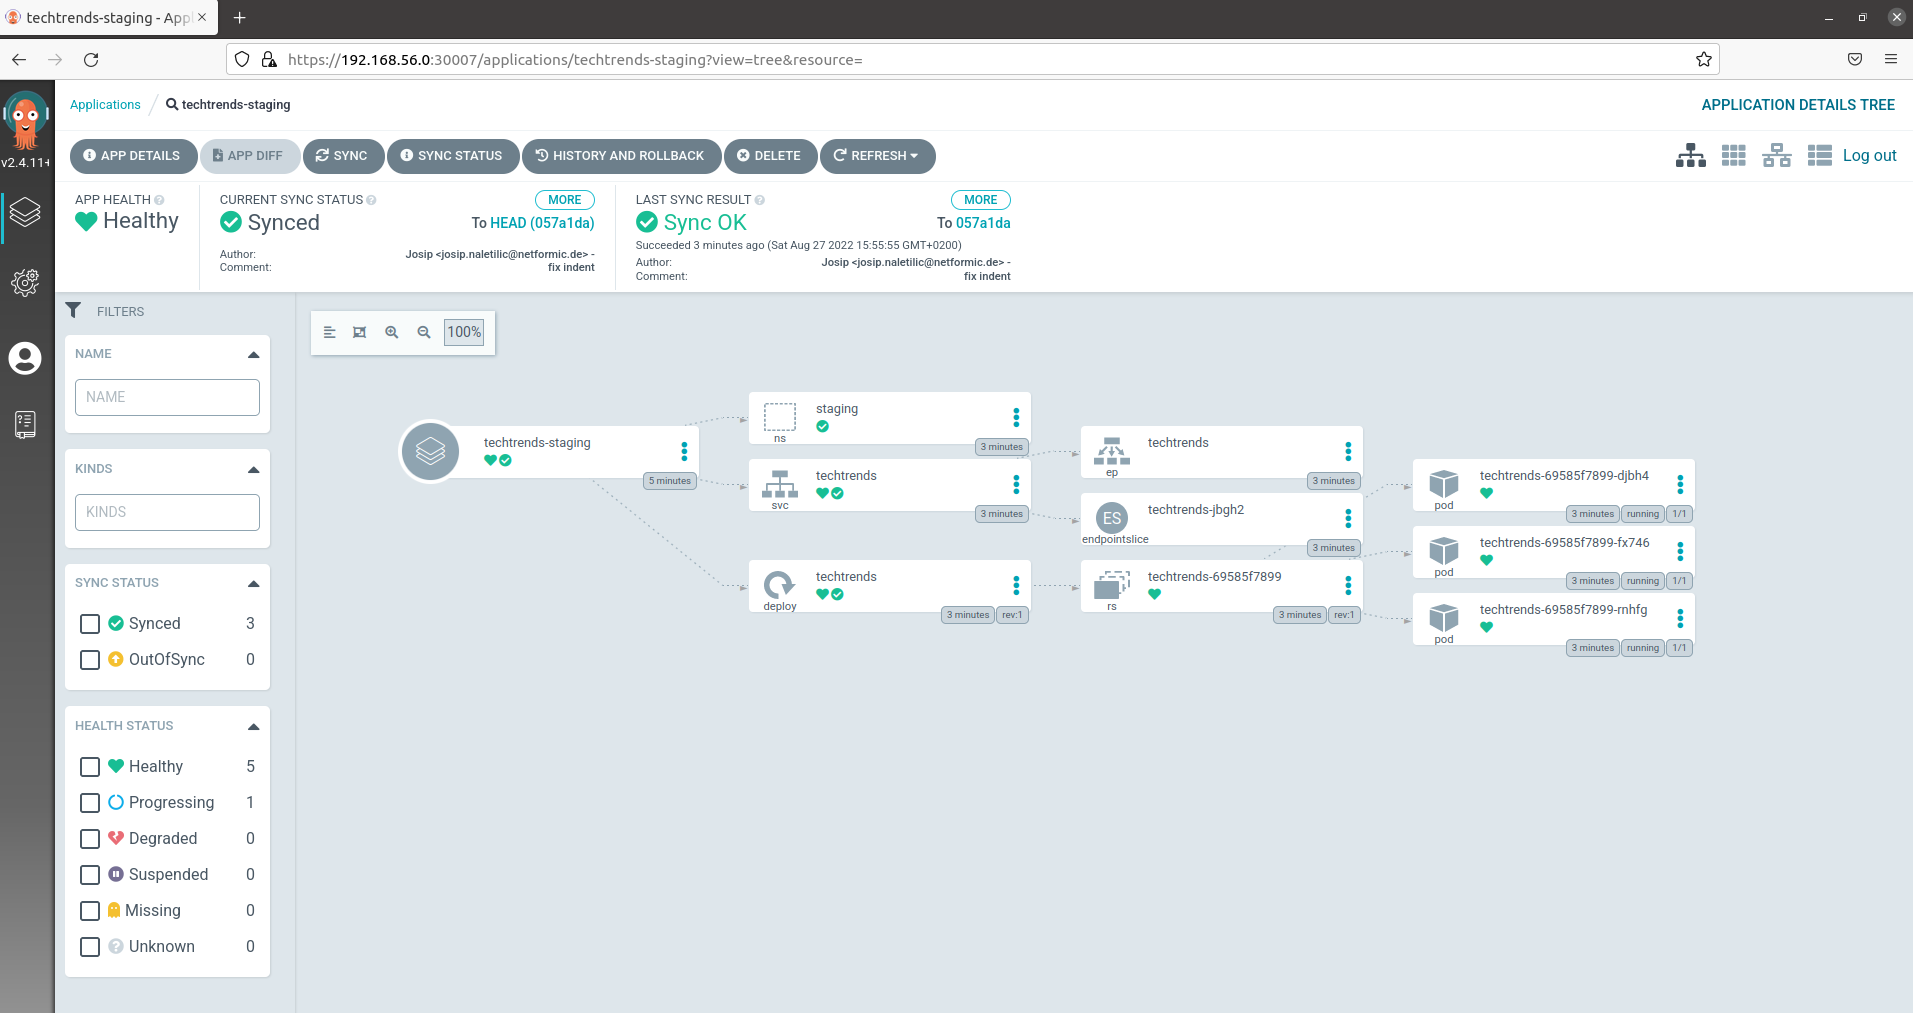 techtrends-staging - Appl
https://192.168.56.0:30007/applications/techtrends-staging?view=tree&resource=
v2.4.11+
Applications / techtrends-staging
APPLICATION DETAILS TREE
APP DETAILS
APP DIFF
SYNC
SYNC STATUS
HISTORY AND ROLLBACK
DELETE
REFRESH
Log out
APP HEALTH
Healthy
CURRENT SYNC STATUS
MORE
Synced
To HEAD (057a1da)
Author: Josip <josip.naletilic@netformic.de> -
Comment: fix indent
LAST SYNC RESULT
MORE
Sync OK
To 057a1da
Succeeded 3 minutes ago (Sat Aug 27 2022 15:55:55 GMT+0200)
Author: Josip <josip.naletilic@netformic.de> -
Comment: fix indent
FILTERS
NAME
NAME
KINDS
KINDS
SYNC STATUS
Synced 3
OutOfSync 0
HEALTH STATUS
Healthy 5
Progressing 1
Degraded 0
Suspended 0
Missing 0
Unknown 0
100%
techtrends-staging
5 minutes
staging
ns
3 minutes
techtrends
svc
3 minutes
techtrends
deploy
3 minutes rev:1
techtrends
ep
3 minutes
ES
techtrends-jbgh2
endpointslice
3 minutes
techtrends-69585f7899
rs
3 minutes rev:1
techtrends-69585f7899-djbh4
pod
3 minutes running 1/1
techtrends-69585f7899-fx746
pod
3 minutes running 1/1
techtrends-69585f7899-rnhfg
pod
3 minutes running 1/1